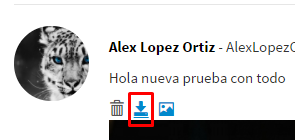 Alex Lopez Ortiz - AlexLopezO
Hola nueva prueba con todo